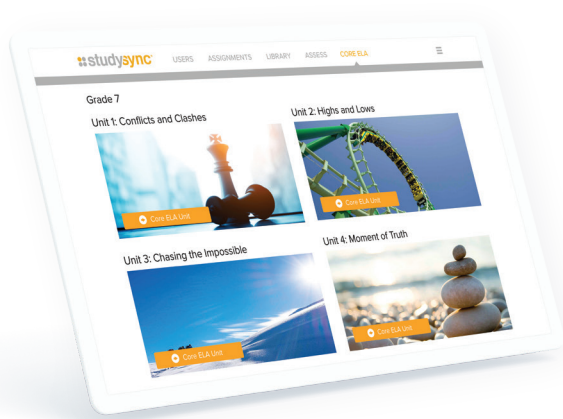 studysync
USERS ASSIGNMENTS LIBRARY ASSESS CORE ELA
Grade 7
Unit 1: Conflicts and Clashes
Unit 2: Highs and Lows
Core ELA Unit
Core ELA Unit
Unit 3: Chasing the Impossible
Unit 4: Moment of Truth
Core ELA Unit
Core ELA Unit